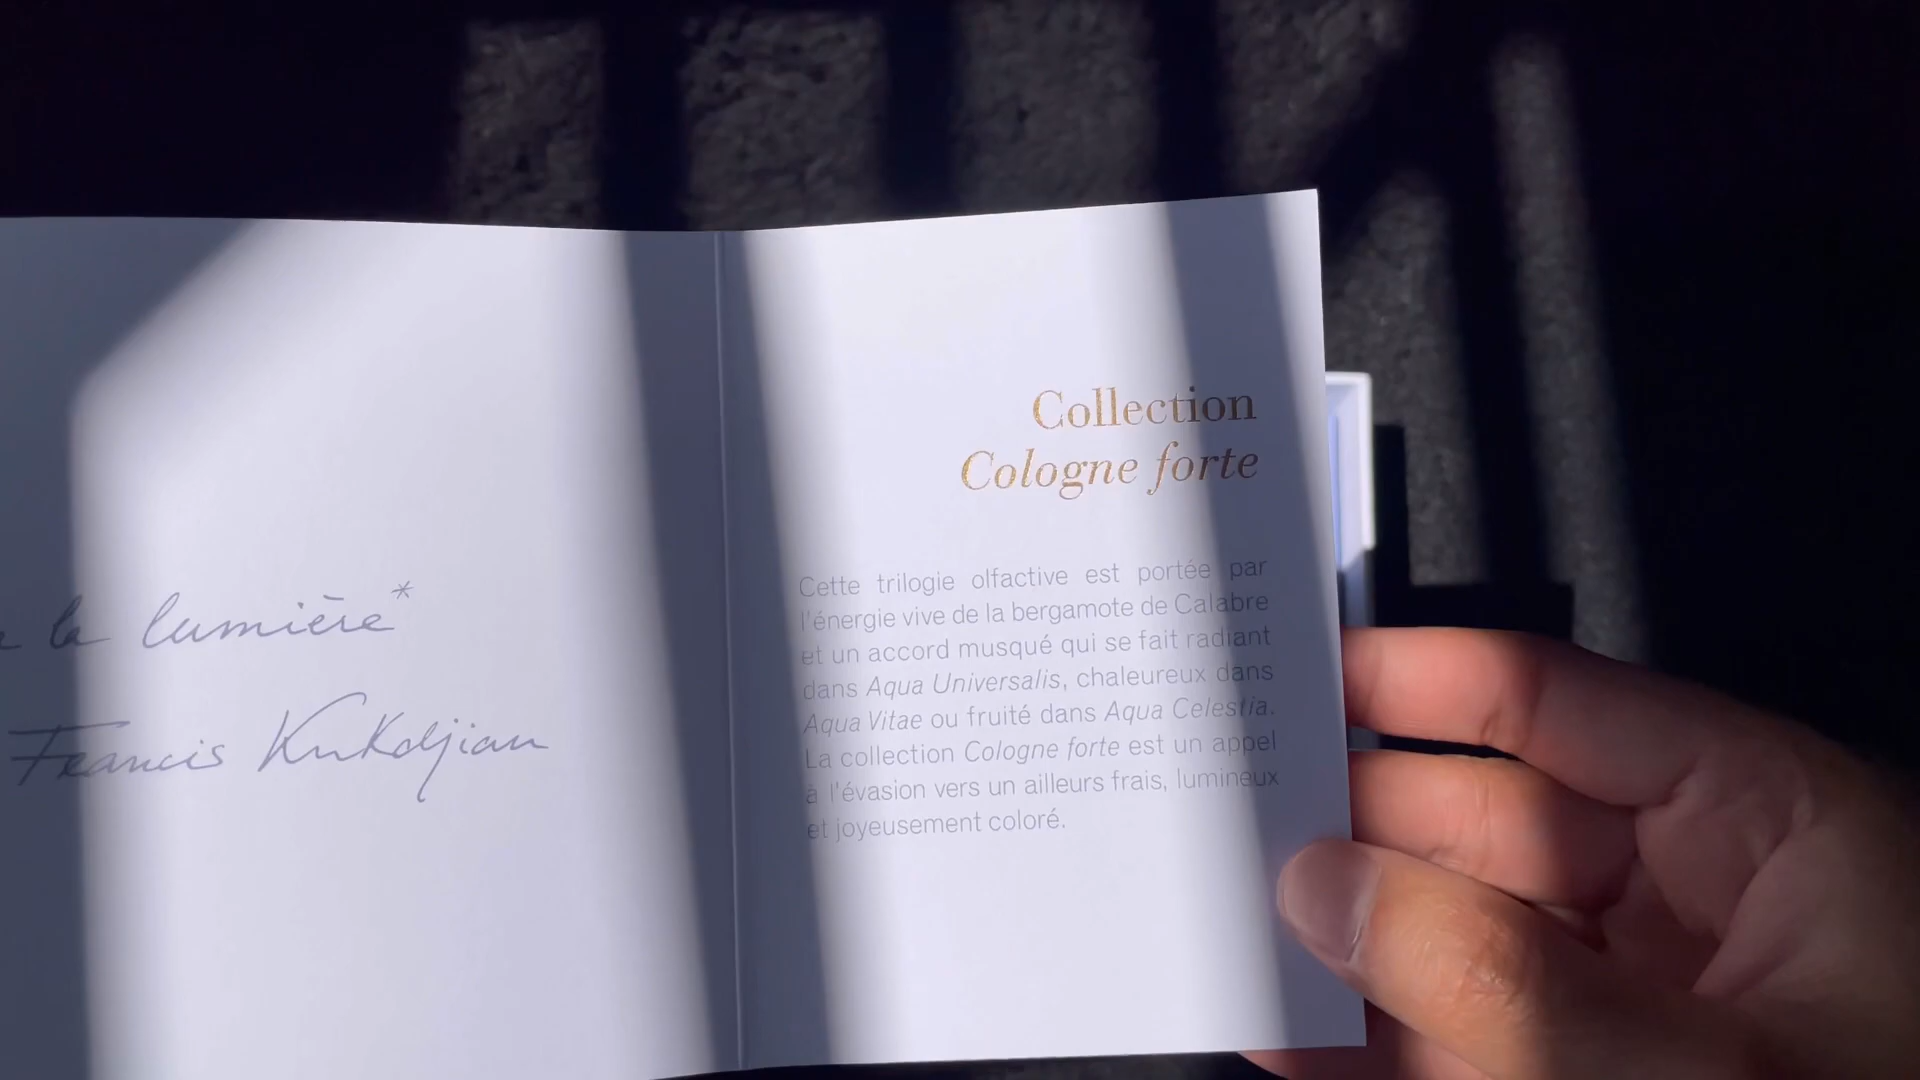 la lumière*
Francis Kurkdjian
Collection
Cologne forte
Cette trilogie olfactive est portée par
l'énergie vive de la bergamote de Calabre
et un accord musqué qui se fait radiant
dans Aqua Universalis, chaleureux dans
Aqua Vitae ou fruité dans Aqua Celestia.
La collection Cologne forte est un appel
à l'évasion vers un ailleurs frais, lumineux
et joyeusement coloré.